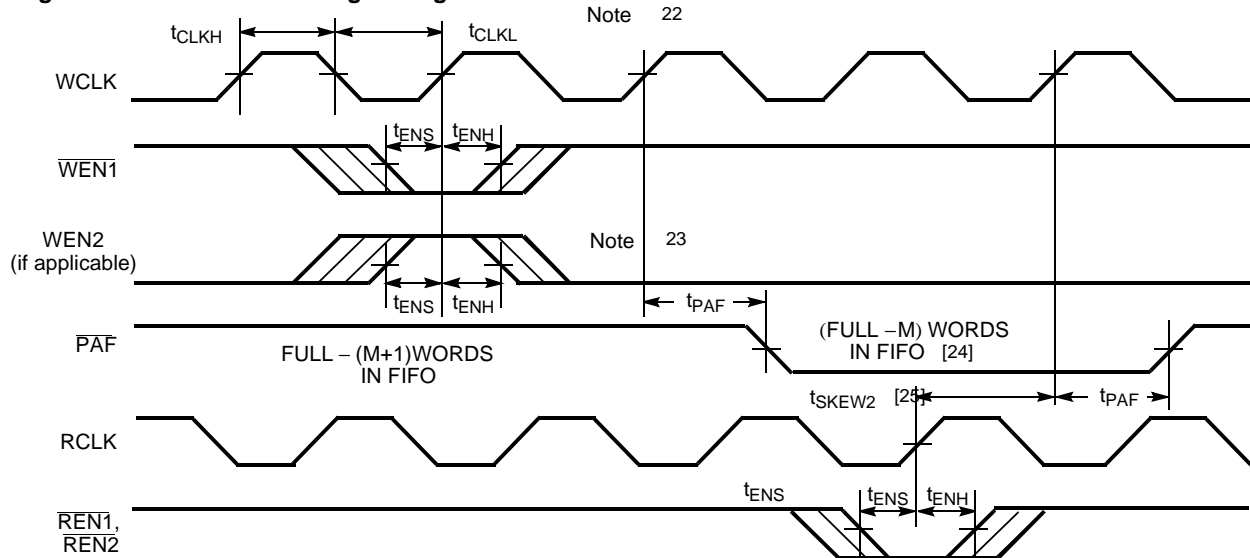 Note 22
tCLKH
tCLKL
WCLK
tENS
tENH
WEN1
WEN2
(if applicable)
Note 23
tENS
tENH
tPAF
PAF
FULL – (M+1)WORDS
IN FIFO
(FULL –M) WORDS
IN FIFO [24]
tSKEW2 [25]
tPAF
RCLK
tENS
tENS
tENH
REN1,
REN2